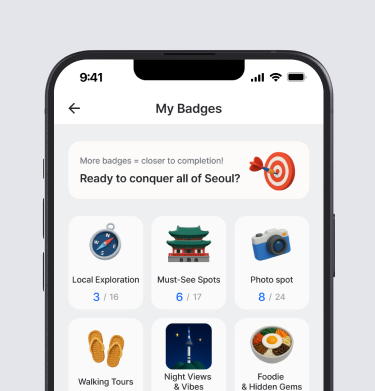 9:41
My Badges
More badges = closer to completion!
Ready to conquer all of Seoul?
Local Exploration
3 / 16
Must-See Spots
6 / 17
Photo spot
8 / 24
Walking Tours
Night Views
& Vibes
Foodie
& Hidden Gems